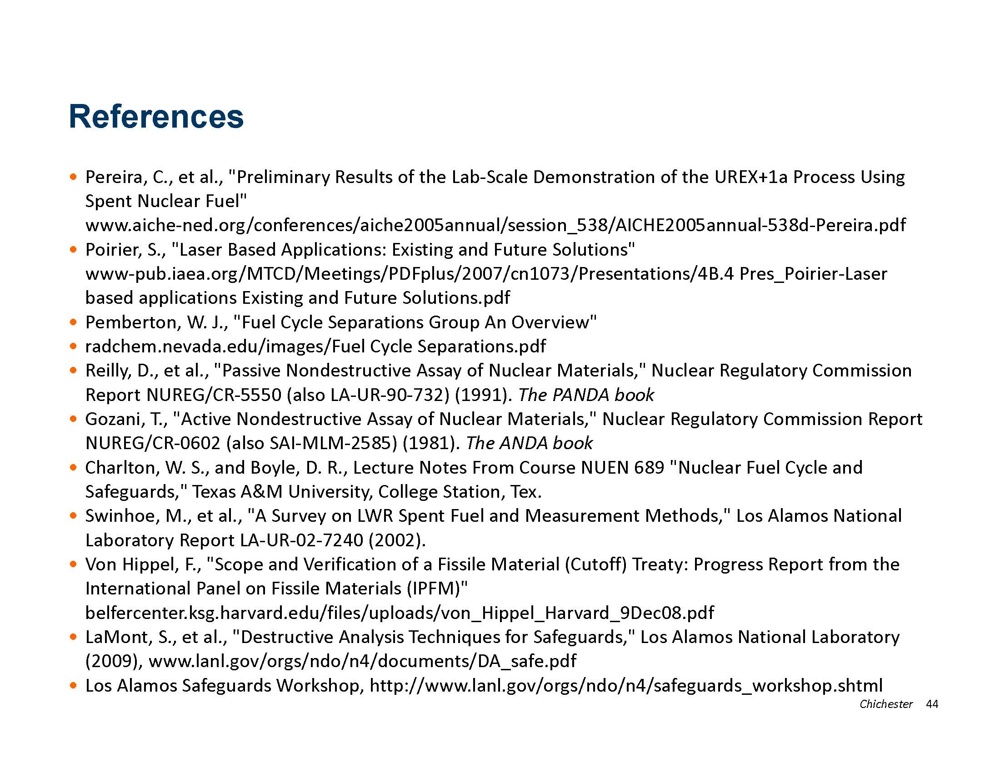 References
• Pereira, C., et al., "Preliminary Results of the Lab-Scale Demonstration of the UREX+1a Process Using
Spent Nuclear Fuel"
www.aiche-ned.org/conferences/aiche2005annual/session_538/AICHE2005annual-538d-Pereira.pdf
• Poirier, S., "Laser Based Applications: Existing and Future Solutions"
www-pub.iaea.org/MTCD/Meetings/PDFplus/2007/cn1073/Presentations/4B.4 Pres_Poirier-Laser
based applications Existing and Future Solutions.pdf
• Pemberton, W. J., "Fuel Cycle Separations Group An Overview"
• radchem.nevada.edu/images/Fuel Cycle Separations.pdf
• Reilly, D., et al., "Passive Nondestructive Assay of Nuclear Materials," Nuclear Regulatory Commission
Report NUREG/CR-5550 (also LA-UR-90-732) (1991). The PANDA book
• Gozani, T., "Active Nondestructive Assay of Nuclear Materials," Nuclear Regulatory Commission Report
NUREG/CR-0602 (also SAI-MLM-2585) (1981). The ANDA book
• Charlton, W. S., and Boyle, D. R., Lecture Notes From Course NUEN 689 "Nuclear Fuel Cycle and
Safeguards," Texas A&M University, College Station, Tex.
• Swinhoe, M., et al., "A Survey on LWR Spent Fuel and Measurement Methods," Los Alamos National
Laboratory Report LA-UR-02-7240 (2002).
• Von Hippel, F., "Scope and Verification of a Fissile Material (Cutoff) Treaty: Progress Report from the
International Panel on Fissile Materials (IPFM)"
belfercenter.ksg.harvard.edu/files/uploads/von_Hippel_Harvard_9Dec08.pdf
• LaMont, S., et al., "Destructive Analysis Techniques for Safeguards," Los Alamos National Laboratory
(2009), www.lanl.gov/orgs/ndo/n4/documents/DA_safe.pdf
• Los Alamos Safeguards Workshop, http://www.lanl.gov/orgs/ndo/n4/safeguards_workshop.shtml
Chichester 44